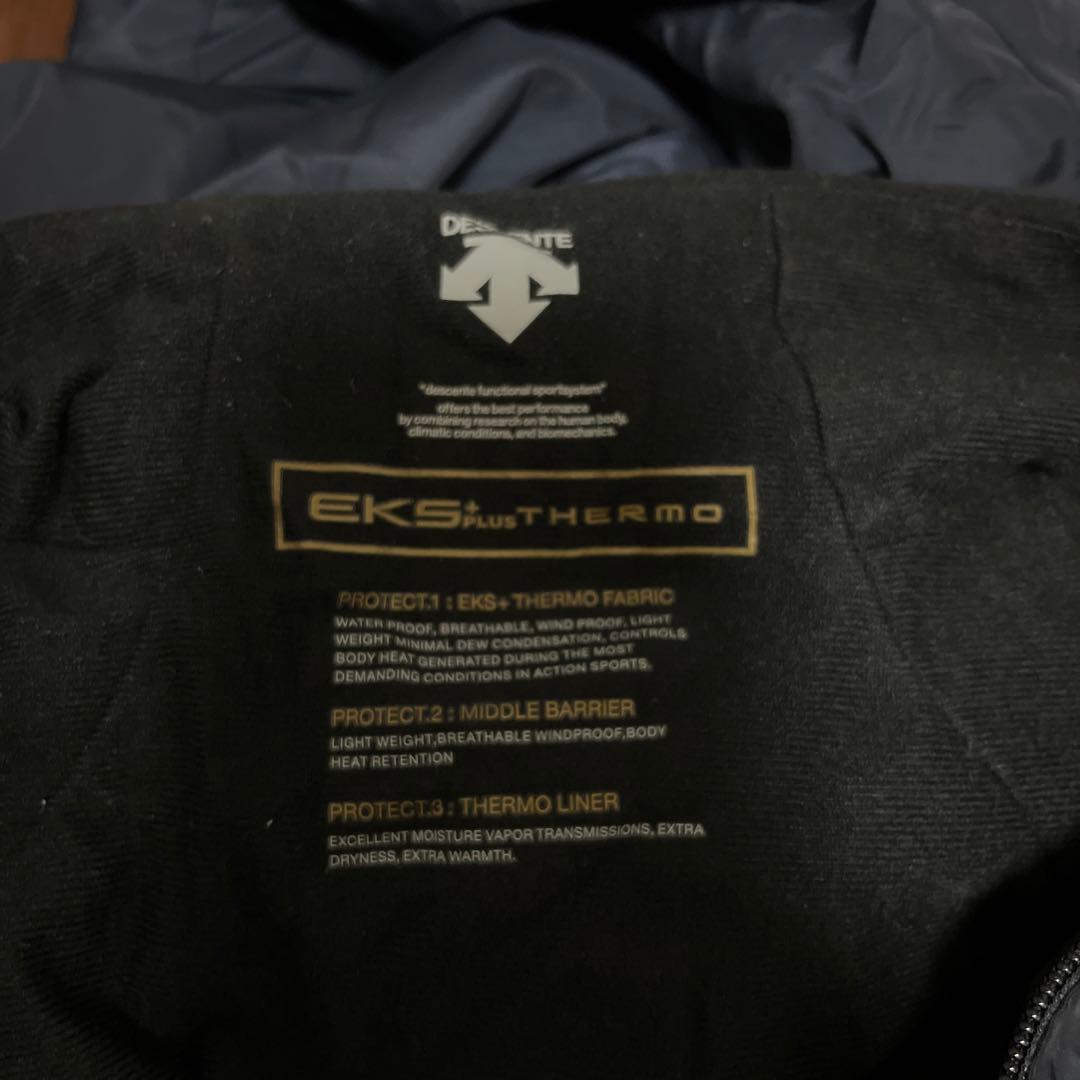 DESCENTE
"descente functional sportsystem"
offers the best performance
by combining research on the human body,
climatic conditions, and biomechanics.
EKS+PLUS THERMO
PROTECT.1 : EKS+ THERMO FABRIC
WATER PROOF, BREATHABLE, WIND PROOF, LIGHT
WEIGHT MINIMAL DEW CONDENSATION, CONTROLS
BODY HEAT GENERATED DURING THE MOST
DEMANDING CONDITIONS IN ACTION SPORTS.
PROTECT.2 : MIDDLE BARRIER
LIGHT WEIGHT,BREATHABLE WINDPROOF,BODY
HEAT RETENTION
PROTECT.3 : THERMO LINER
EXCELLENT MOISTURE VAPOR TRANSMISSIONS, EXTRA
DRYNESS, EXTRA WARMTH.